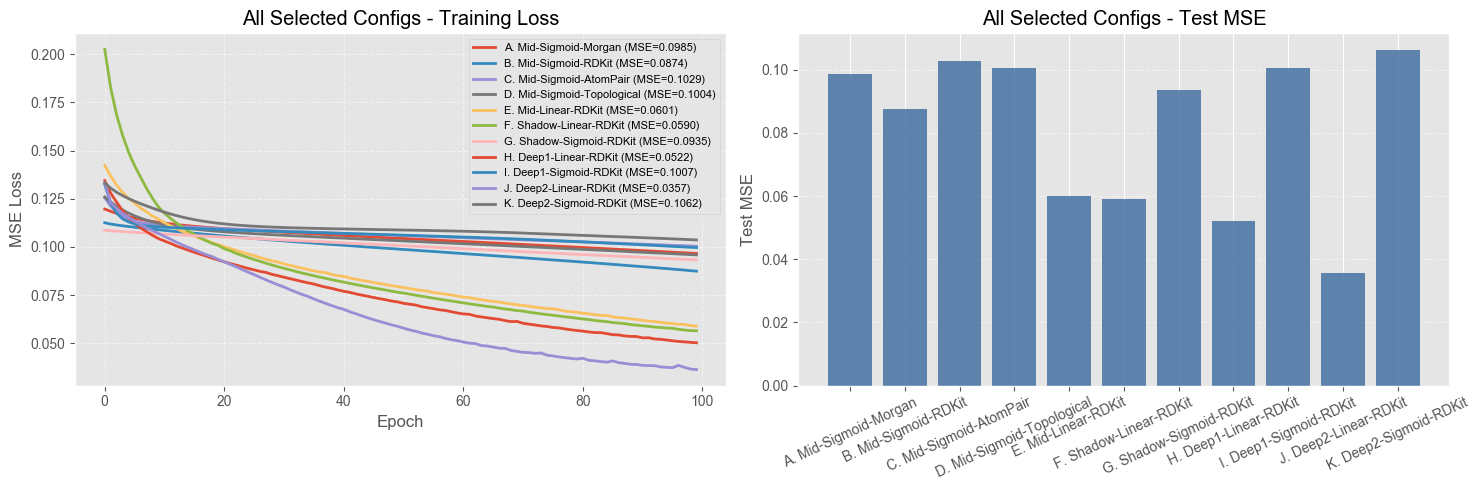 All Selected Configs - Training Loss
MSE Loss
0.200
0.175
0.150
0.125
0.100
0.075
0.050
A. Mid-Sigmoid-Morgan (MSE=0.0985)
B. Mid-Sigmoid-RDKit (MSE=0.0874)
C. Mid-Sigmoid-AtomPair (MSE=0.1029)
D. Mid-Sigmoid-Topological (MSE=0.1004)
E. Mid-Linear-RDKit (MSE=0.0601)
F. Shadow-Linear-RDKit (MSE=0.0590)
G. Shadow-Sigmoid-RDKit (MSE=0.0935)
H. Deep1-Linear-RDKit (MSE=0.0522)
I. Deep1-Sigmoid-RDKit (MSE=0.1007)
J. Deep2-Linear-RDKit (MSE=0.0357)
K. Deep2-Sigmoid-RDKit (MSE=0.1062)
0 20 40 60 80 100
Epoch
All Selected Configs - Test MSE
Test MSE
0.10
0.08
0.06
0.04
0.02
0.00
A. Mid-Sigmoid-Morgan
B. Mid-Sigmoid-RDKit
C. Mid-Sigmoid-AtomPair
D. Mid-Sigmoid-Topological
E. Mid-Linear-RDKit
F. Shadow-Linear-RDKit
G. Shadow-Sigmoid-RDKit
H. Deep1-Linear-RDKit
I. Deep1-Sigmoid-RDKit
J. Deep2-Linear-RDKit
K. Deep2-Sigmoid-RDKit